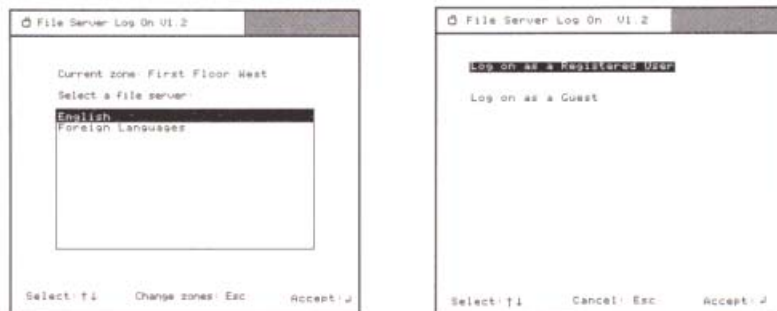 File Server Log On V1.2
Current zone: First Floor West
Select a file server:
English
Foreign Languages
Select: ↑↓ Change zones: Esc Accept: ↲
File Server Log On V1.2
Log on as a Registered User
Log on as a Guest
Select: ↑↓ Cancel: Esc Accept: ↲